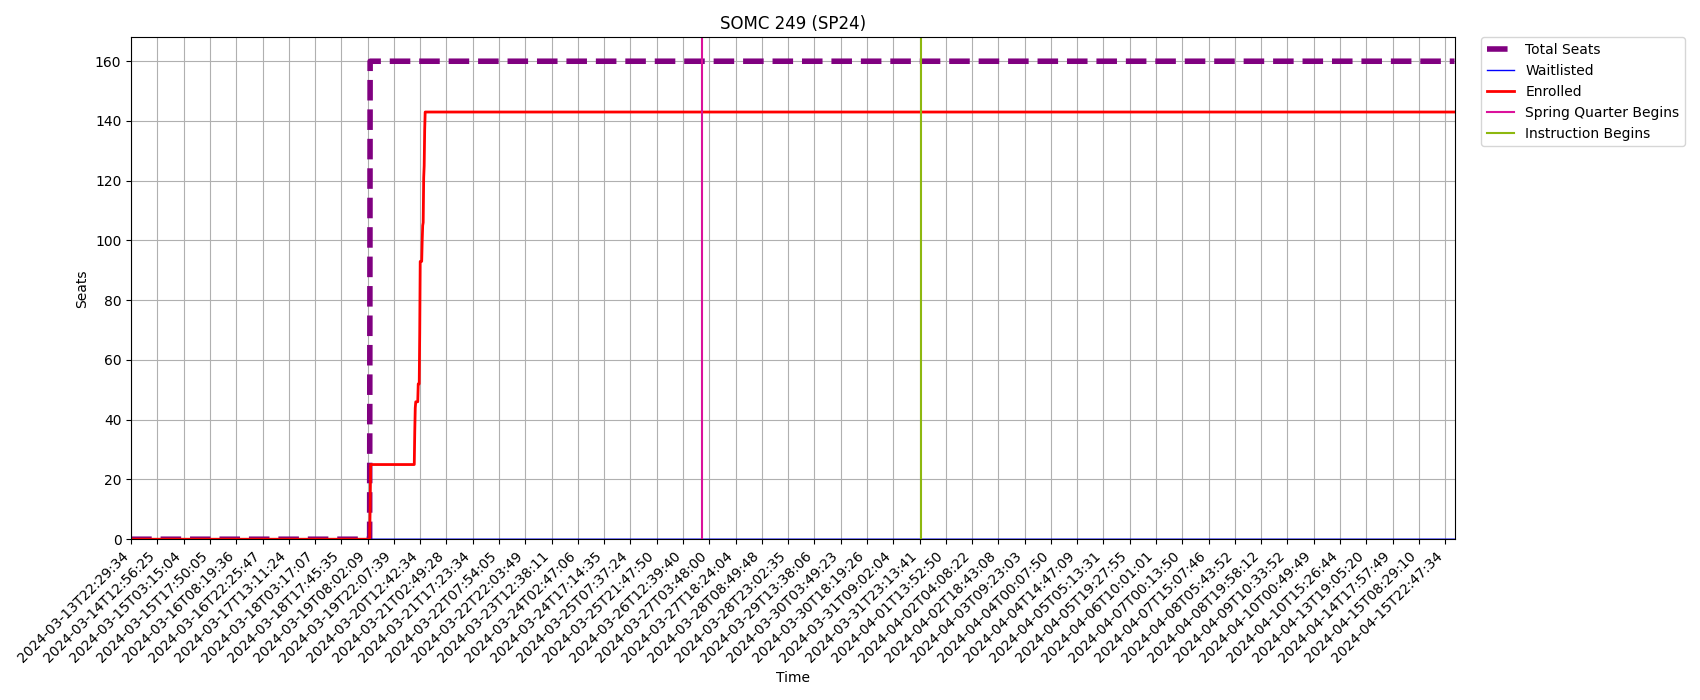 SOMC 249 (SP24)
Total Seats
Waitlisted
Enrolled
Spring Quarter Begins
Instruction Begins
Seats
160
140
120
100
80
60
40
20
0
2024-03-13T22:29:34
2024-03-14T12:56:25
2024-03-15T03:15:04
2024-03-15T17:50:05
2024-03-16T08:19:36
2024-03-16T22:25:47
2024-03-17T13:11:24
2024-03-18T03:17:07
2024-03-18T17:45:35
2024-03-19T08:02:09
2024-03-19T22:07:39
2024-03-20T12:42:34
2024-03-21T02:49:28
2024-03-21T17:23:34
2024-03-22T07:54:05
2024-03-22T22:03:49
2024-03-23T12:38:11
2024-03-24T02:47:06
2024-03-24T17:14:35
2024-03-25T07:37:24
2024-03-25T21:47:50
2024-03-26T12:39:40
2024-03-27T03:48:00
2024-03-27T18:24:04
2024-03-28T08:49:48
2024-03-28T23:02:35
2024-03-29T13:38:06
2024-03-30T03:49:23
2024-03-30T18:19:26
2024-03-31T09:02:04
2024-03-31T23:13:41
2024-04-01T13:52:50
2024-04-02T04:08:22
2024-04-02T18:43:08
2024-04-03T09:23:03
2024-04-04T00:07:50
2024-04-04T14:47:09
2024-04-05T05:13:31
2024-04-05T19:27:55
2024-04-06T10:01:01
2024-04-07T00:13:50
2024-04-07T15:07:46
2024-04-08T05:43:52
2024-04-08T19:58:12
2024-04-09T10:33:52
2024-04-10T00:49:49
2024-04-10T15:26:44
2024-04-13T19:05:20
2024-04-14T17:57:49
2024-04-15T08:29:10
2024-04-15T22:47:34
Time